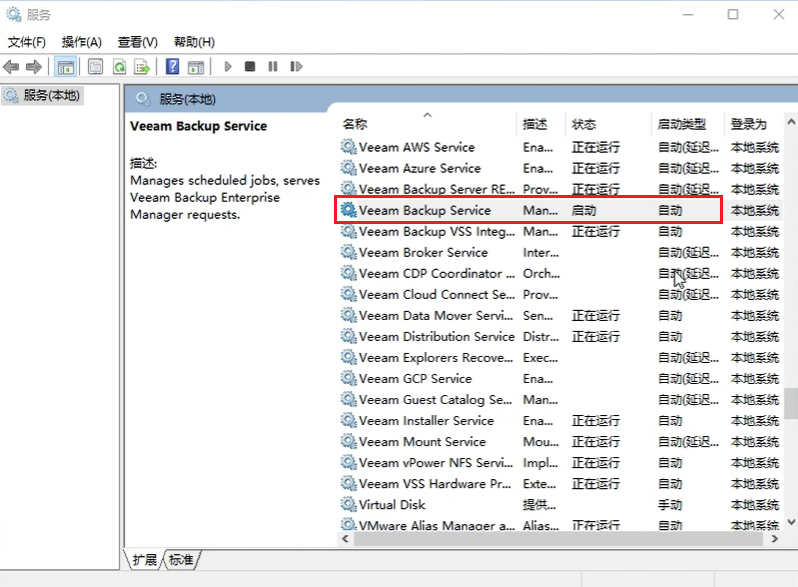 服务
文件(F) 操作(A) 查看(V) 帮助(H)
服务(本地)
服务(本地)
Veeam Backup Service
描述:
Manages scheduled jobs, serves
Veeam Backup Enterprise
Manager requests.
名称 描述 状态 启动类型 登录为
Veeam AWS Service Ena... 正在运行 自动(延迟... 本地系统
Veeam Azure Service Ena... 正在运行 自动(延迟... 本地系统
Veeam Backup Server RE... Prov... 正在运行 自动(延迟... 本地系统
Veeam Backup Service Man... 启动 自动 本地系统
Veeam Backup VSS Integ... Man... 正在运行 自动 本地系统
Veeam Broker Service Inter... 自动(延迟... 本地系统
Veeam CDP Coordinator ... Orch... 自动(延迟... 本地系统
Veeam Cloud Connect Se... Prov... 自动(延迟... 本地系统
Veeam Data Mover Servi... Sen... 正在运行 自动 本地系统
Veeam Distribution Service Distr... 正在运行 自动 本地系统
Veeam Explorers Recove... Exec... 自动(延迟... 本地系统
Veeam GCP Service Ena... 自动(延迟... 本地系统
Veeam Guest Catalog Se... Man... 自动(延迟... 本地系统
Veeam Installer Service Ena... 正在运行 自动 本地系统
Veeam Mount Service Mou... 正在运行 自动(延迟... 本地系统
Veeam vPower NFS Servi... Impl... 正在运行 自动 本地系统
Veeam VSS Hardware Pr... Exte... 正在运行 自动 本地系统
Virtual Disk 提供... 手动 本地系统
VMware Alias Manager a... Alias... 正在运行 自动 本地系统
扩展 标准